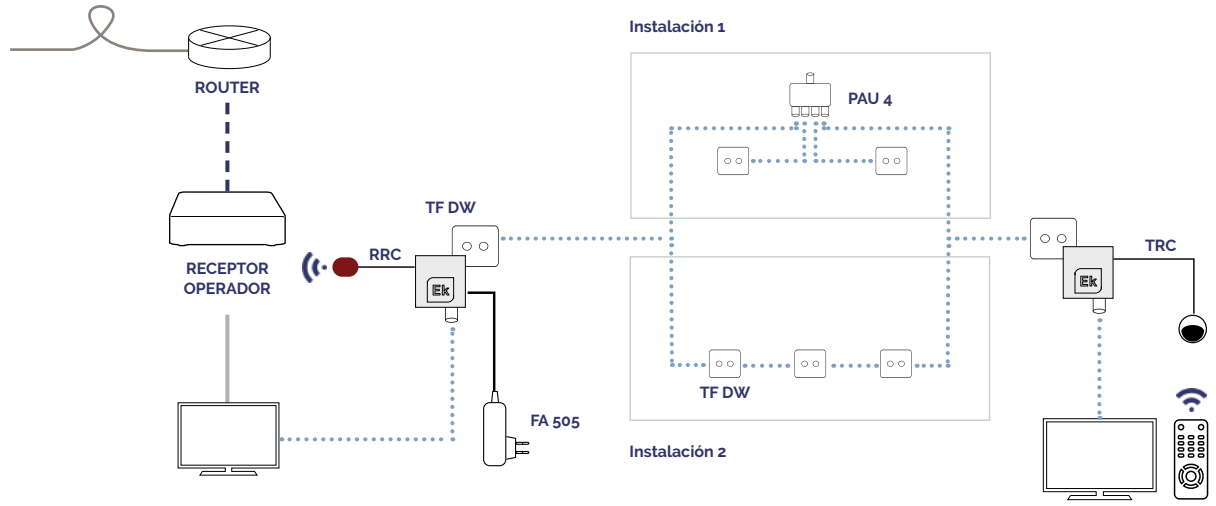 Instalación 1
ROUTER
PAU 4
TF DW
RRC
TRC
RECEPTOR
OPERADOR
Ek
Ek
TF DW
FA 505
Instalación 2